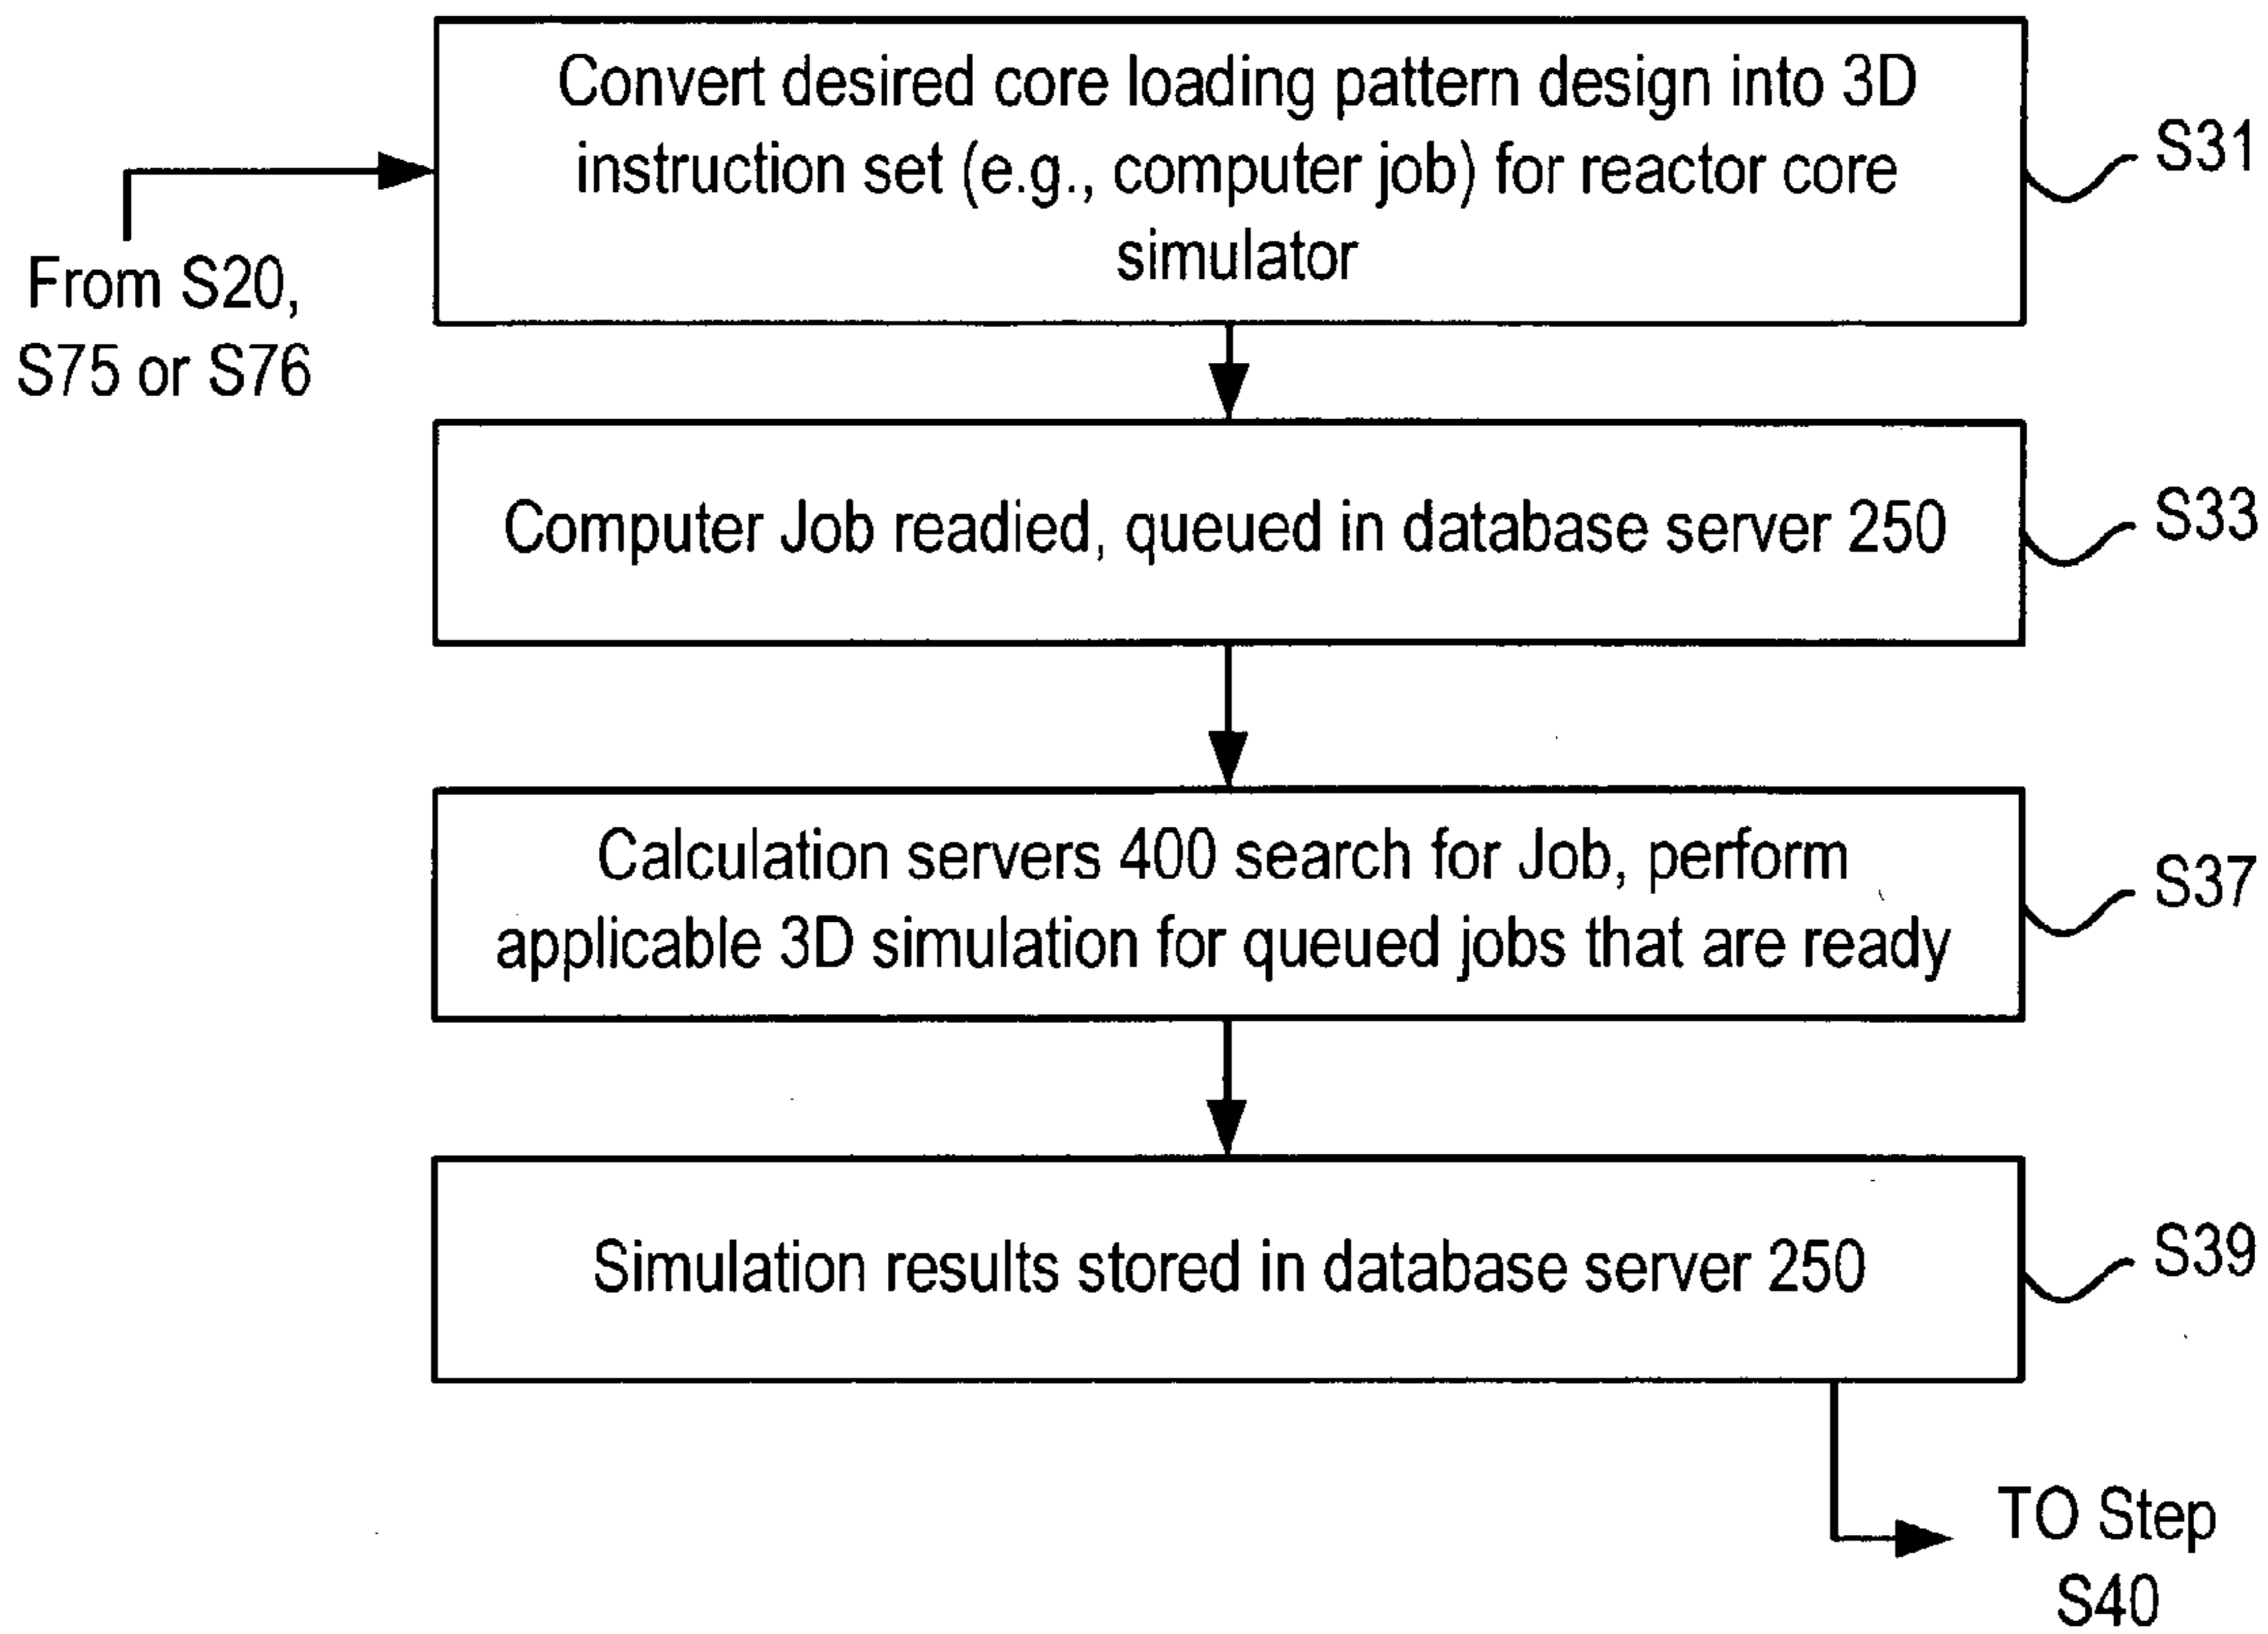 Convert desired core loading pattern design into 3D
instruction set (e.g., computer job) for reactor core
simulator
S31
From S20,
S75 or S76
Computer Job readied, queued in database server 250
S33
Calculation servers 400 search for Job, perform
applicable 3D simulation for queued jobs that are ready
S37
Simulation results stored in database server 250
S39
TO Step
S40